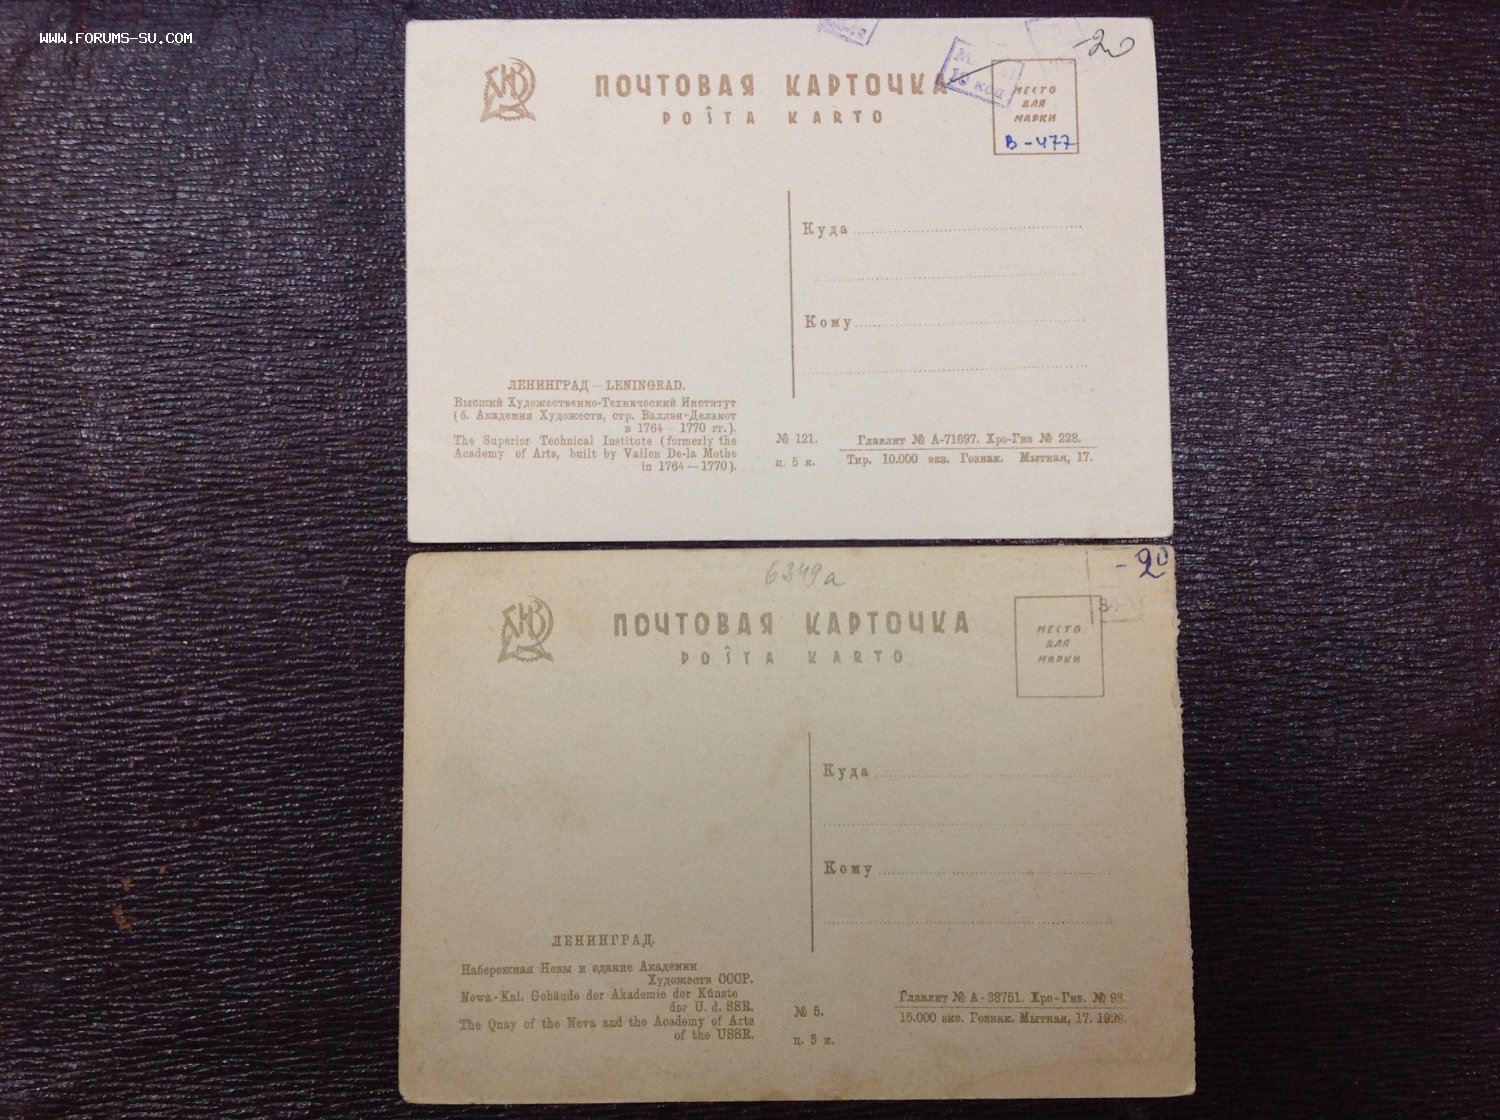 www.FORUMS-SU.COM
-20
ПОЧТОВАЯ КАРТОЧКА
POŜTA KARTO
10 коп
МЕСТО
ДЛЯ
МАРКИ
В-477
Куда
Кому
ЛЕНИНГРАД – LENINGRAD.
Высший Художественно-Технический Институт
(б. Академия Художеств, стр. Валлэн-Деламот
в 1764 – 1770 гг.).
The Superior Technical Institute (formerly the
Academy of Arts, built by Vallen De-la Mothe
in 1764 — 1770).
№ 121.
ц. 5 к.
Главлит № А-71697. Хро-Гиз № 223.
Тир. 10.000 экз. Гознак. Мытная, 17.
6349а
-20
ПОЧТОВАЯ КАРТОЧКА
POŜTA KARTO
МЕСТО
ДЛЯ
МАРКИ
Куда
Кому
ЛЕНИНГРАД.
Набережная Невы и здание Академии
Художеств СССР.
Newa-Kai. Gebäude der Akademie der Künste
der U. d. SSR.
The Quay of the Neva and the Academy of Arts
of the USSR.
№ 5.
ц. 5 к.
Главлит № А - 38751. Хро-Гиз. № 93.
15.000 экз. Гознак. Мытная, 17. 1928.